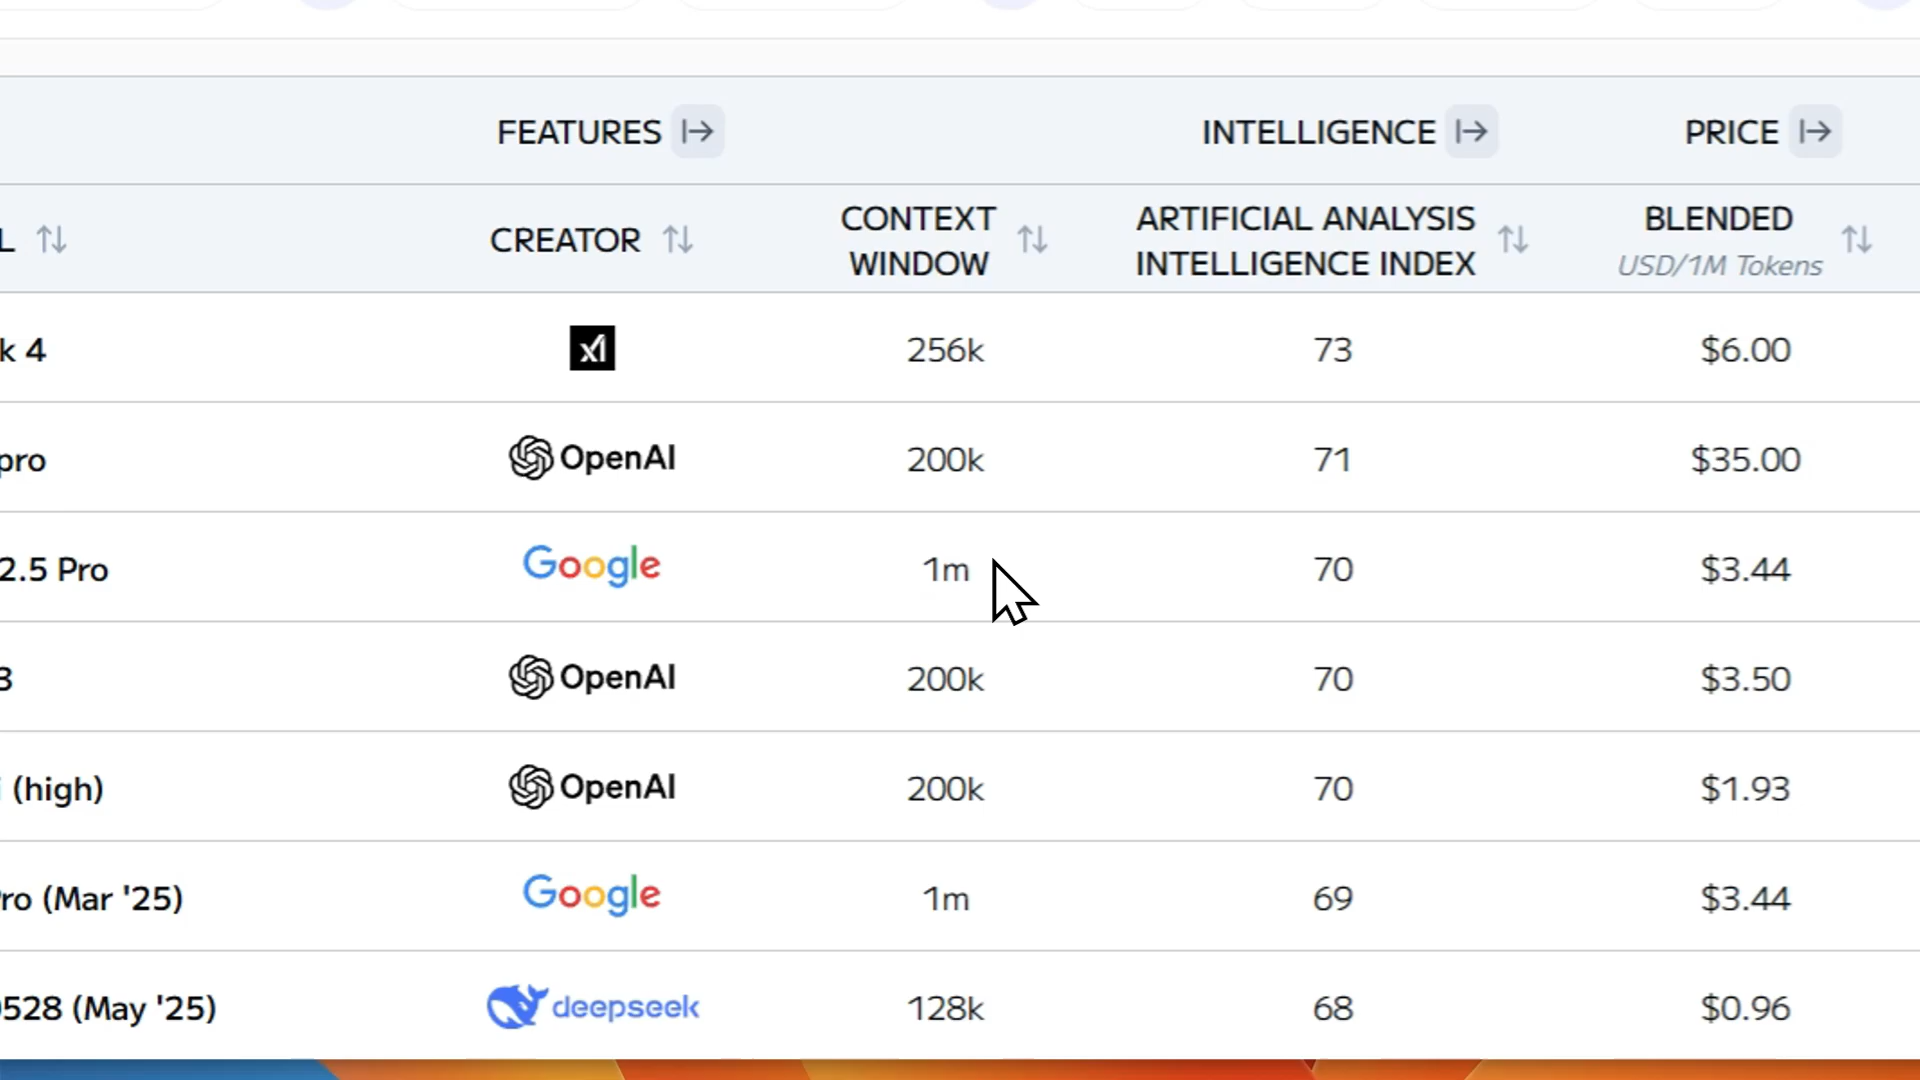 FEATURES INTELLIGENCE PRICE
L CREATOR CONTEXT WINDOW ARTIFICIAL ANALYSIS INTELLIGENCE INDEX BLENDED USD/1M Tokens
k 4 xI 256k 73 $6.00
pro OpenAI 200k 71 $35.00
2.5 Pro Google 1m 70 $3.44
3 OpenAI 200k 70 $3.50
(high) OpenAI 200k 70 $1.93
ro (Mar '25) Google 1m 69 $3.44
528 (May '25) deepseek 128k 68 $0.96